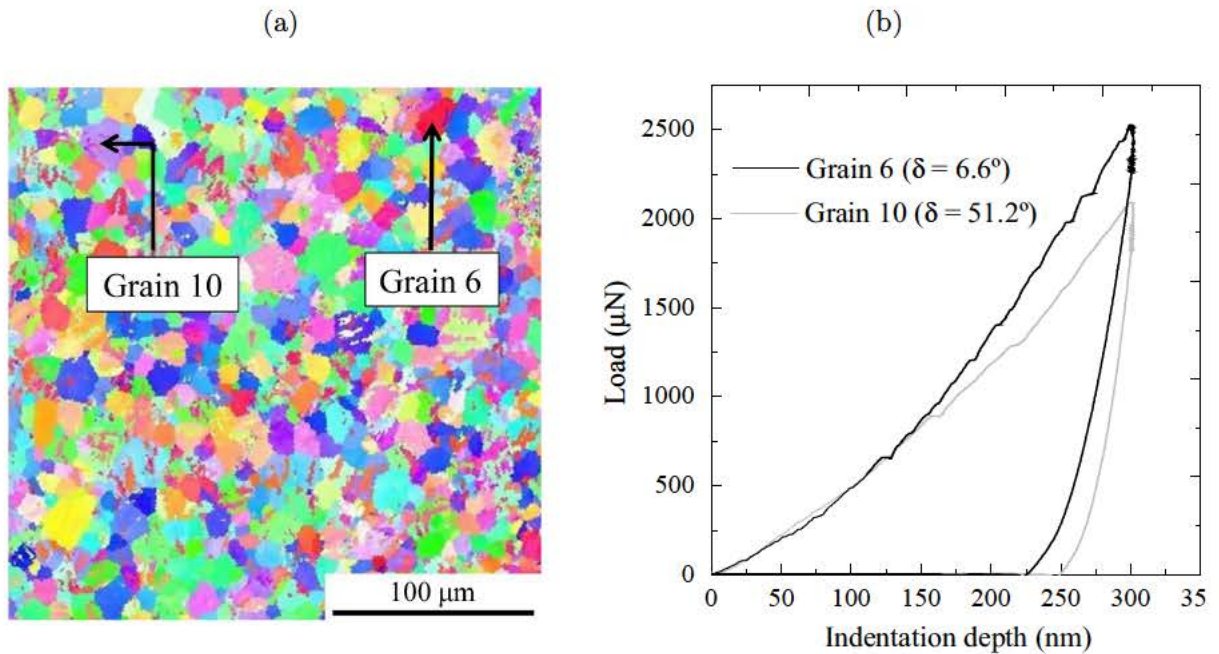 (a)
(b)
Grain 10
Grain 6
100 µm
Load (µN)
2500
2000
1500
1000
500
0
Grain 6 (δ = 6.6º)
Grain 10 (δ = 51.2º)
0 50 100 150 200 250 300 35
Indentation depth (nm)